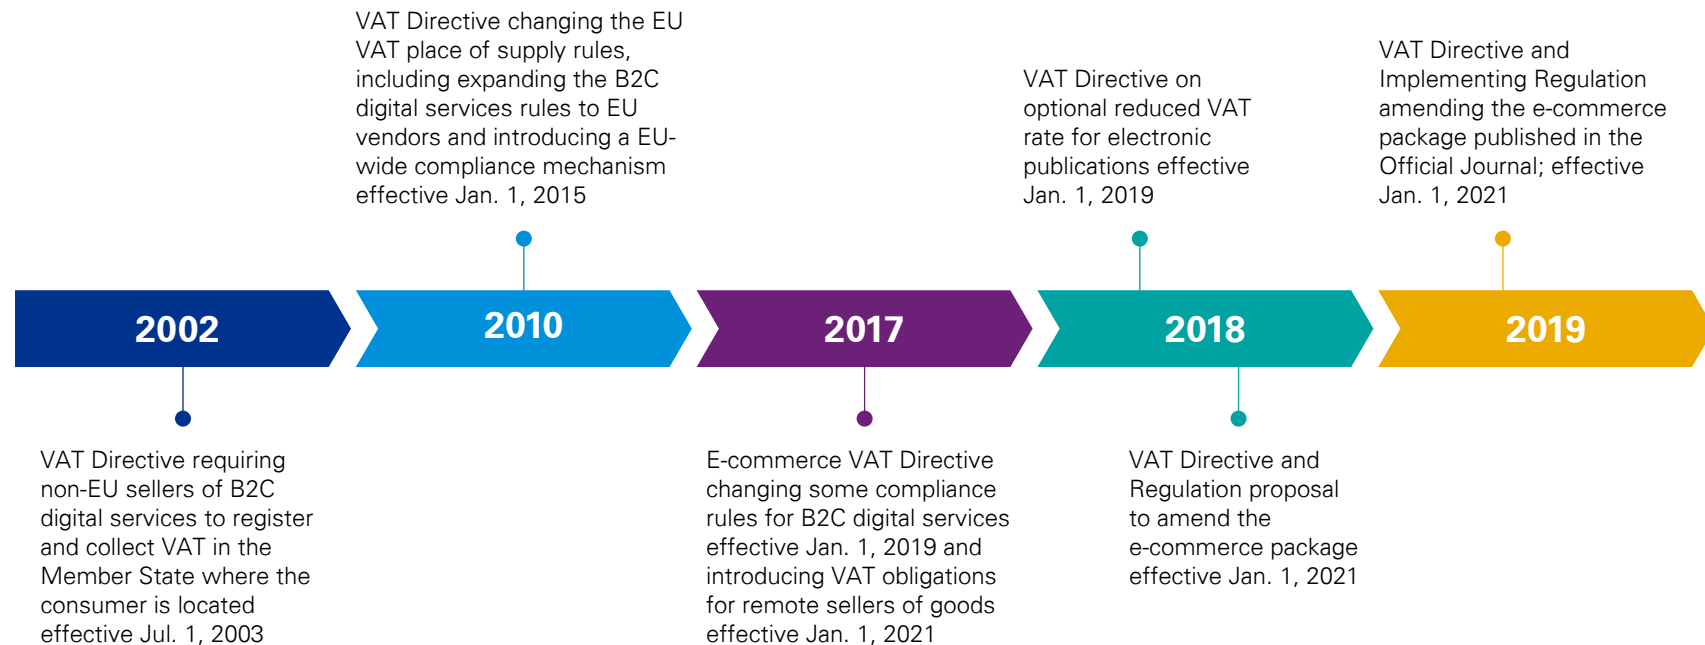 VAT Directive changing the EU
VAT place of supply rules,
including expanding the B2C
digital services rules to EU
vendors and introducing a EU-
wide compliance mechanism
effective Jan. 1, 2015
VAT Directive on
optional reduced VAT
rate for electronic
publications effective
Jan. 1, 2019
VAT Directive and
Implementing Regulation
amending the e-commerce
package published in the
Official Journal; effective
Jan. 1, 2021
2002
2010
2017
2018
2019
VAT Directive requiring
non-EU sellers of B2C
digital services to register
and collect VAT in the
Member State where the
consumer is located
effective Jul. 1, 2003
E-commerce VAT Directive
changing some compliance
rules for B2C digital services
effective Jan. 1, 2019 and
introducing VAT obligations
for remote sellers of goods
effective Jan. 1, 2021
VAT Directive and
Regulation proposal
to amend the
e-commerce package
effective Jan. 1, 2021